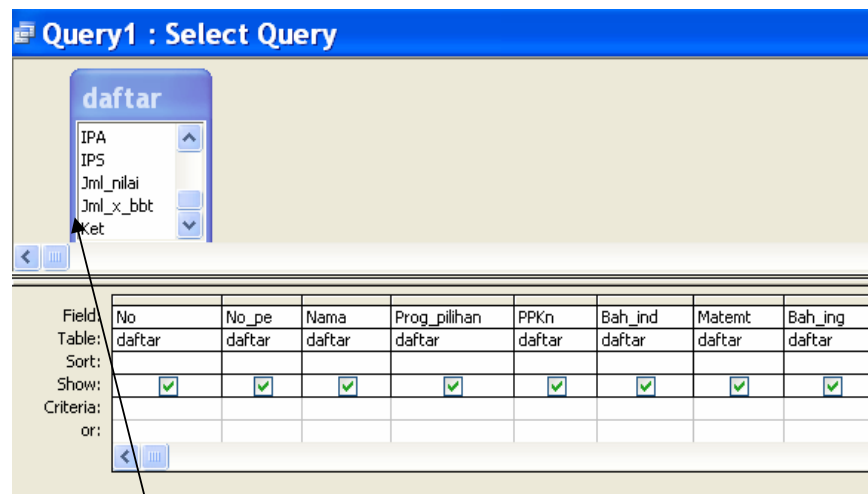 Query1 : Select Query
daftar
IPA
IPS
Jml_nilai
Jml_x_bbt
Ket
Field: No No_pe Nama Prog_pilihan PPKn Bah_ind Matemt Bah_ing
Table: daftar daftar daftar daftar daftar daftar daftar daftar
Sort:
Show:
Criteria:
or: